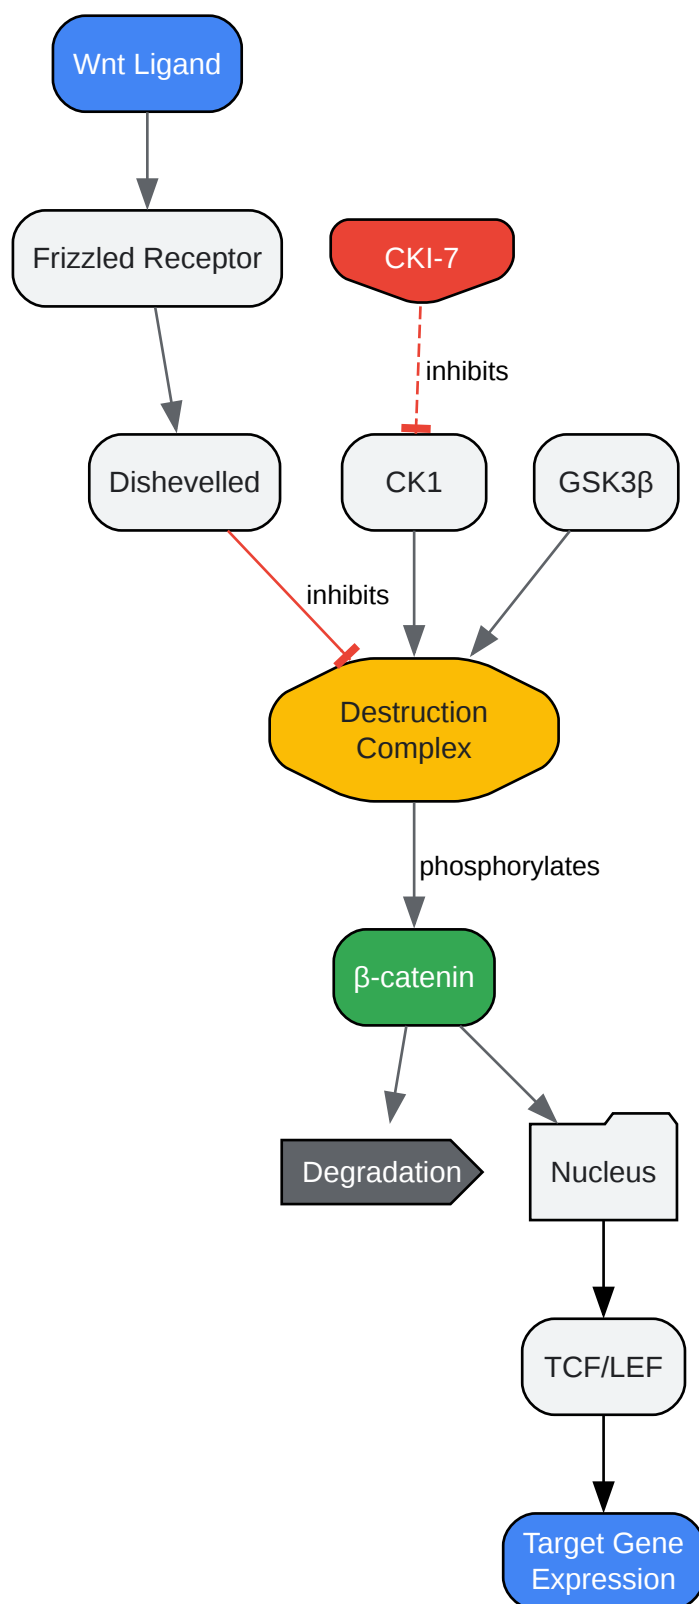 Wnt Ligand
Frizzled Receptor
CKI-7
inhibits
Dishevelled
CK1
GSK3β
inhibits
Destruction
Complex
phosphorylates
β-catenin
Degradation
Nucleus
TCF/LEF
Target Gene
Expression